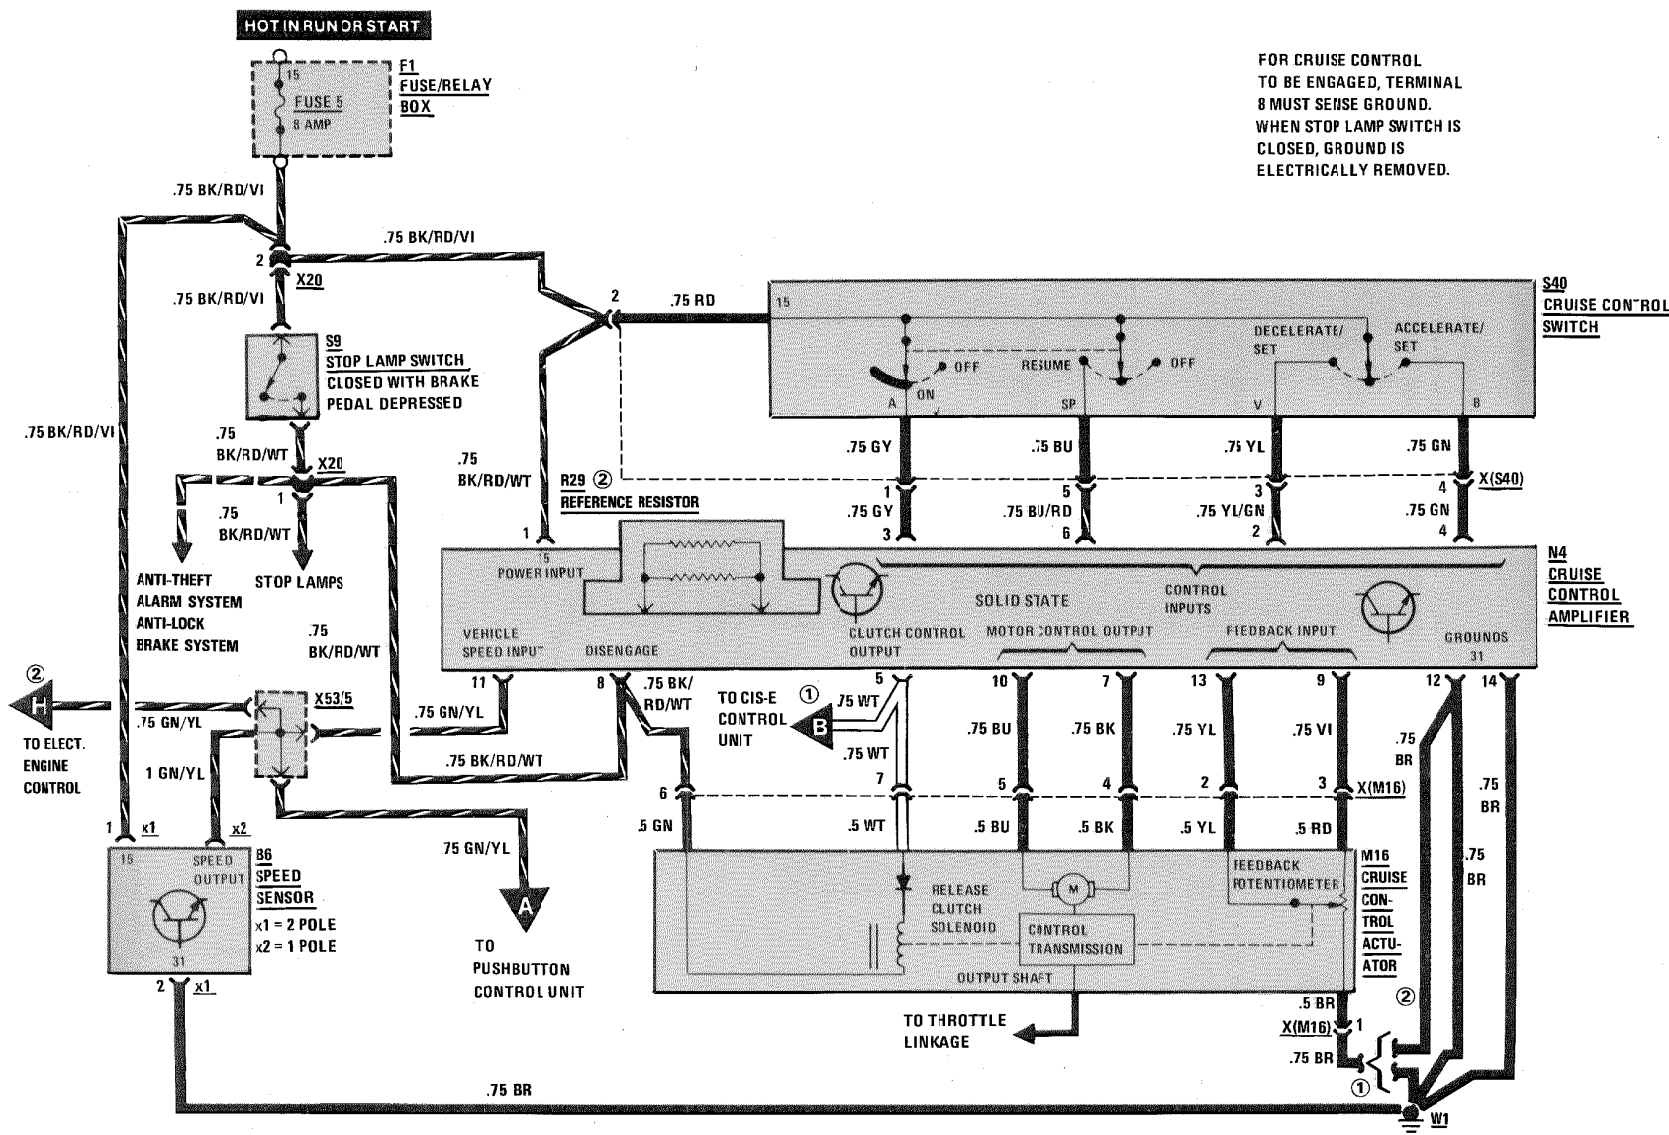 HOT IN RUN OR START
15
FUSE 5
8 AMP
F1
FUSE/RELAY
BOX
FOR CRUISE CONTROL
TO BE ENGAGED, TERMINAL
8 MUST SENSE GROUND.
WHEN STOP LAMP SWITCH IS
CLOSED, GROUND IS
ELECTRICALLY REMOVED.
.75 BK/RD/VI
.75 BK/RD/VI
2
X20
.75 BK/RD/VI
2
.75 RD
15
S40
CRUISE CONTROL
SWITCH
S9
STOP LAMP SWITCH
CLOSED WITH BRAKE
PEDAL DEPRESSED
DECELERATE/
SET
ACCELERATE/
SET
OFF
RESUME
OFF
ON
A
SP
V
B
.75 BK/RD/VI
.75
BK/RD/WT
X20
1
.75
BK/RD/WT
.75
BK/RD/WT
R29 ②
REFERENCE RESISTOR
.75 GY
.75 BU
.75 YL
.75 GN
1
5
3
4
X(S40)
.75 GY
.75 BU/RD
.75 YL/GN
.75 GN
1
3
6
2
4
ANTI-THEFT
ALARM SYSTEM
ANTI-LOCK
BRAKE SYSTEM
STOP LAMPS
15
POWER INPUT
CONTROL
INPUTS
SOLID STATE
N4
CRUISE
CONTROL
AMPLIFIER
VEHICLE
SPEED INPUT
DISENGAGE
CLUTCH CONTROL
OUTPUT
MOTOR CONTROL OUTPUT
FEEDBACK INPUT
GROUNDS
31
.75
BK/RD/WT
②
H
TO ELECT.
ENGINE
CONTROL
.75 GN/YL
X53/5
11
8
5
10
7
13
9
12
14
.75 GN/YL
.75 BK/
RD/WT
TO CIS-E
CONTROL
UNIT
①
B
.75 WT
.75 WT
.75 BU
.75 BK
.75 YL
.75 VI
.75
BR
.75
BR
1 GN/YL
.75 BK/RD/WT
6
7
5
4
2
3
X(M16)
.5 GN
.5 WT
.5 BU
.5 BK
.5 YL
.5 RD
.75
BR
1
x1
x2
15
SPEED
OUTPUT
B6
SPEED
SENSOR
x1 = 2 POLE
x2 = 1 POLE
31
2
x1
75 GN/YL
A
TO
PUSHBUTTON
CONTROL UNIT
RELEASE
CLUTCH
SOLENOID
M
CONTROL
TRANSMISSION
OUTPUT SHAFT
FEEDBACK
POTENTIOMETER
M16
CRUISE
CON-
TROL
ACTU-
ATOR
TO THROTTLE
LINKAGE
.5 BR
X(M16)
1
.75 BR
②
①
.75 BR
W1